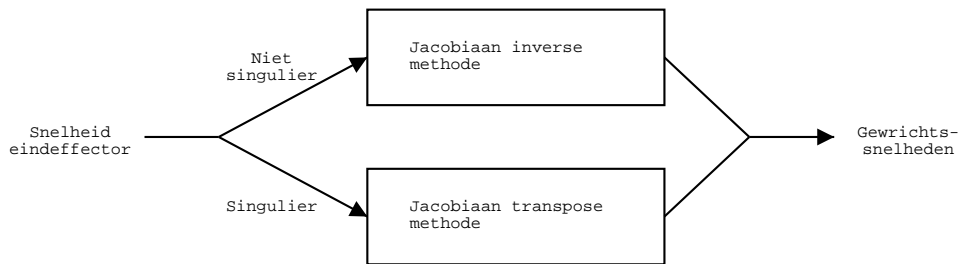 Snelheid
eindeffector
Niet
singulier
Jacobiaan inverse
methode
Singulier
Jacobiaan transpose
methode
Gewrichts-
snelheden